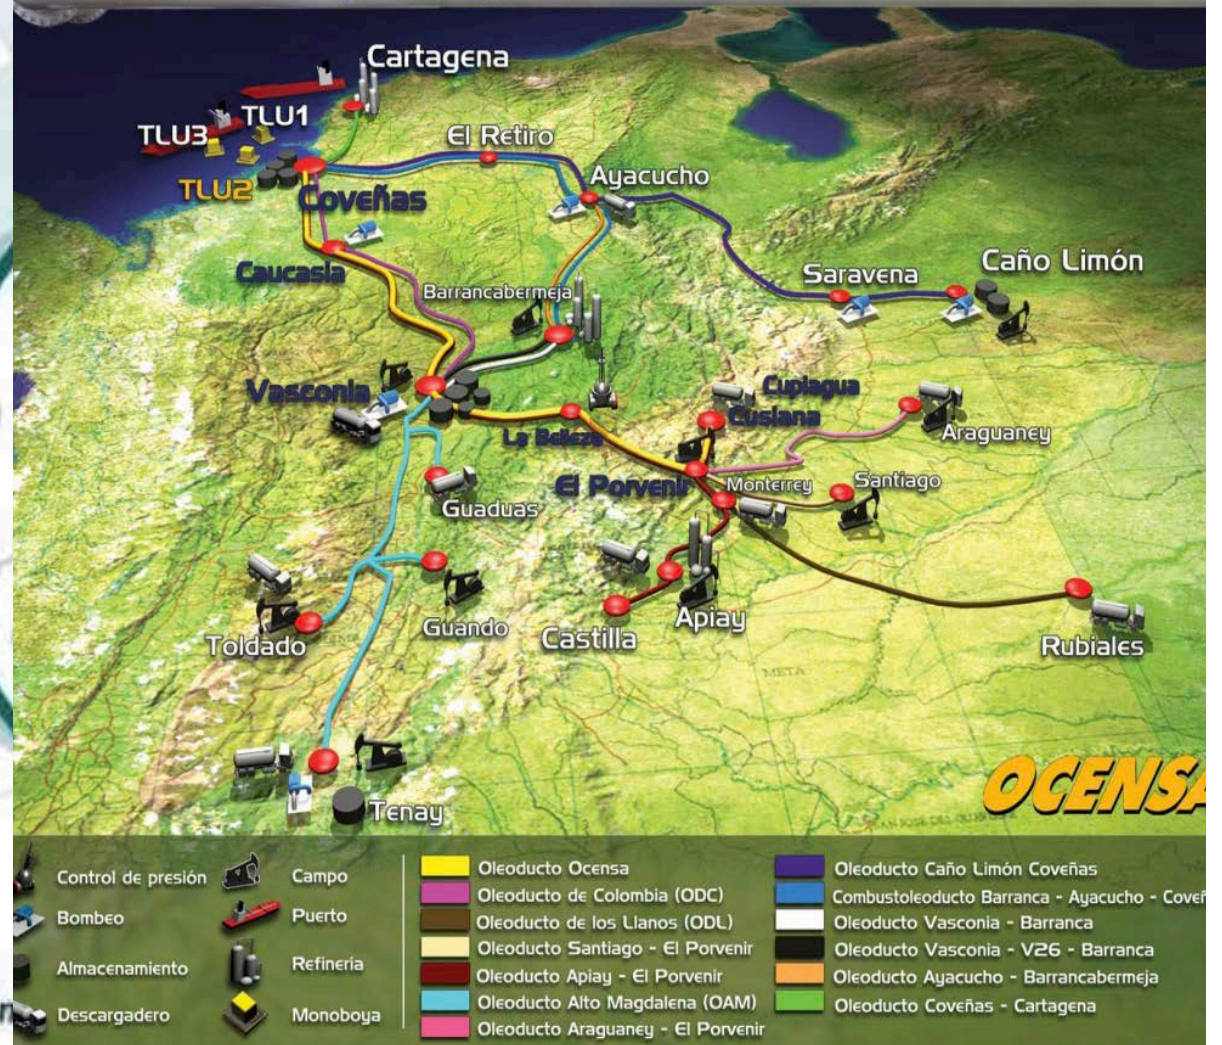 Cartagena
TLU1
TLU3
El Retiro
Ayacucho
TLU2
Coveñas
Caucasia
Saravena
Caño Limón
Barrancabermeja
Vasconia
Cupiagua
Cusiana
La Belleza
Araguaney
El Porvenir
Monterrey
Santiago
Guaduas
Toldado
Guando
Castilla
Apiay
Rubiales
META
Tenay
OCENSA
Control de presión
Bombeo
Almacenamiento
Descargadero
Campo
Puerto
Refineria
Monoboya
Oleoducto Ocensa
Oleoducto de Colombia (ODC)
Oleoducto de los Llanos (ODL)
Oleoducto Santiago - El Porvenir
Oleoducto Apiay - El Porvenir
Oleoducto Alto Magdalena (OAM)
Oleoducto Araguaney - El Porvenir
Oleoducto Caño Limón Coveñas
Combustoleoducto Barranca - Ayacucho - Coveñ
Oleoducto Vasconia - Barranca
Oleoducto Vasconia - V26 - Barranca
Oleoducto Ayacucho - Barrancabermeja
Oleoducto Coveñas - Cartagena